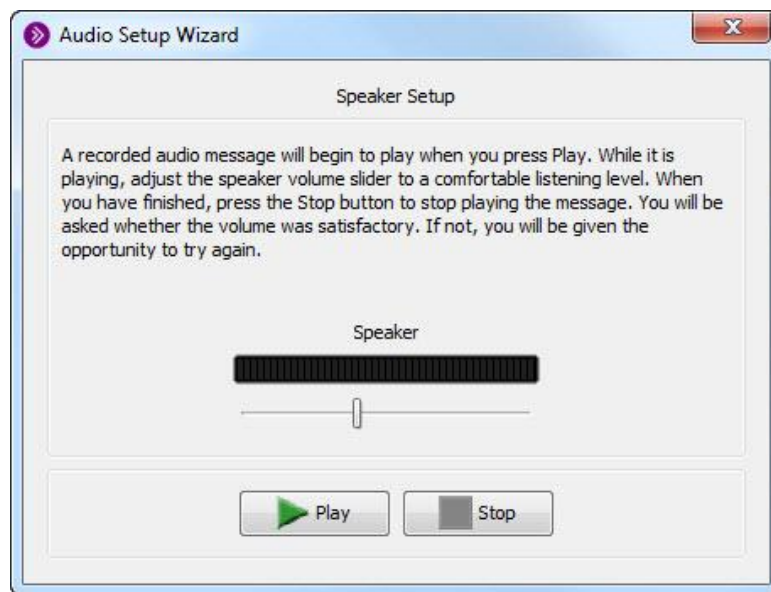 Audio Setup Wizard
Speaker Setup
A recorded audio message will begin to play when you press Play. While it is
playing, adjust the speaker volume slider to a comfortable listening level. When
you have finished, press the Stop button to stop playing the message. You will be
asked whether the volume was satisfactory. If not, you will be given the
opportunity to try again.
Speaker
Play
Stop